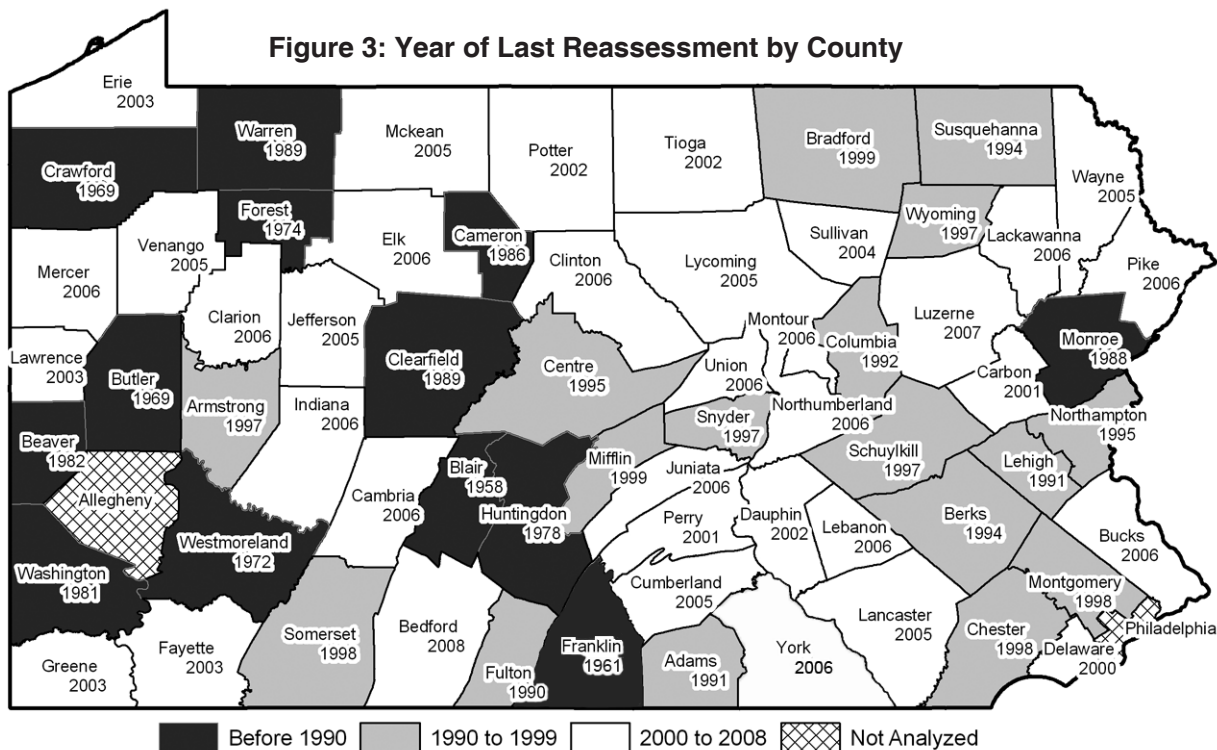 Figure 3: Year of Last Reassessment by County
Erie
2003
Warren
1989
Mckean
2005
Potter
2002
Tioga
2002
Bradford
1999
Susquehanna
1994
Wayne
2005
Crawford
1969
Forest
1974
Cameron
1986
Elk
2006
Venango
2005
Mercer
2006
Clarion
2006
Jefferson
2005
Clinton
2006
Lycoming
2005
Sullivan
2004
Wyoming
1997
Lackawanna
2006
Pike
2006
Luzerne
2007
Monroe
1988
Carbon
2001
Northampton
1995
Columbia
1992
Montour
2006
Union
2006
Snyder
1997
Northumberland
2006
Centre
1995
Clearfield
1989
Lawrence
2003
Butler
1969
Armstrong
1997
Indiana
2006
Beaver
1982
Allegheny
Westmoreland
1972
Cambria
2006
Blair
1958
Huntingdon
1978
Mifflin
1999
Juniata
2006
Perry
2001
Dauphin
2002
Lebanon
2006
Schuylkill
1997
Berks
1994
Lehigh
1991
Bucks
2006
Montgomery
1998
Philadelphia
Delaware
2000
Chester
1998
Lancaster
2005
York
2006
Cumberland
2005
Adams
1991
Franklin
1961
Fulton
1990
Bedford
2008
Somerset
1998
Fayette
2003
Greene
2003
Washington
1981
Before 1990
1990 to 1999
2000 to 2008
Not Analyzed